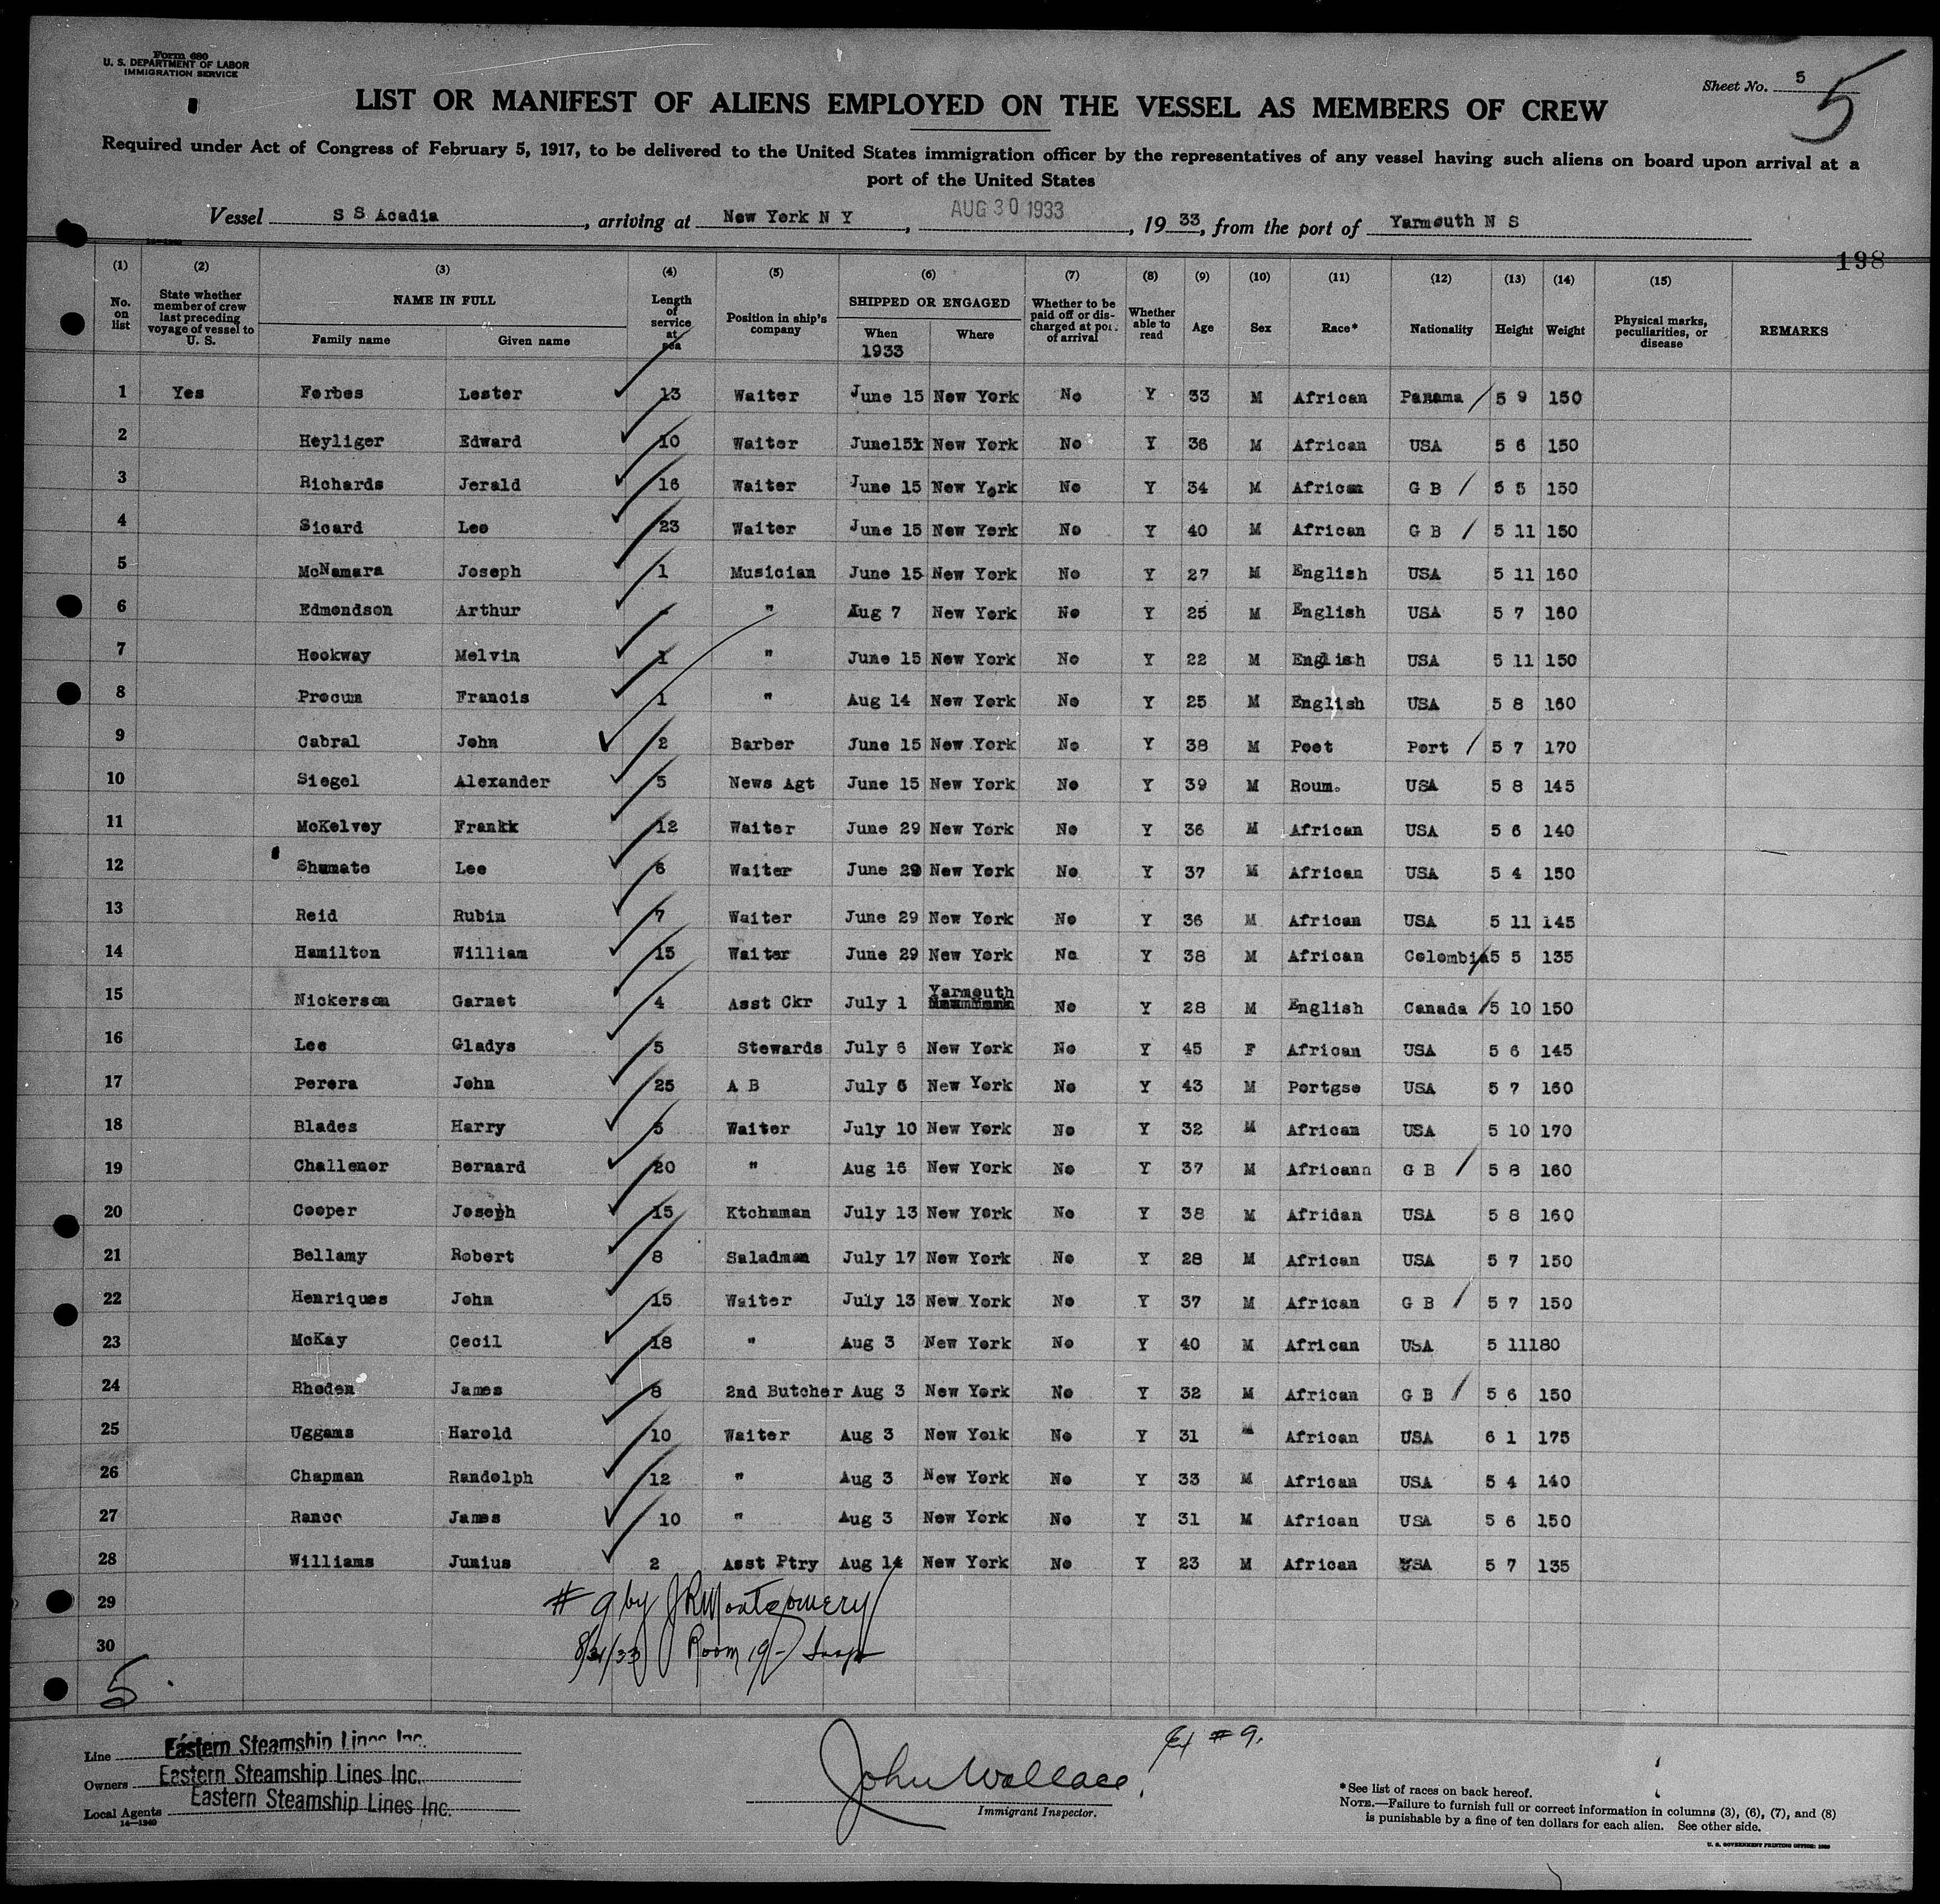 Form 680
U. S. DEPARTMENT OF LABOR
IMMIGRATION SERVICE
Sheet No. 5
5
LIST OR MANIFEST OF ALIENS EMPLOYED ON THE VESSEL AS MEMBERS OF CREW
Required under Act of Congress of February 5, 1917, to be delivered to the United States immigration officer by the representatives of any vessel having such aliens on board upon arrival at a
port of the United States
Vessel S S Acadia, arriving at New York N Y, AUG 30 1933, 1933, from the port of Yarmouth N S
198
(1) (2) (3) (4) (5) (6) (7) (8) (9) (10) (11) (12) (13) (14) (15)
No. on list State whether member of crew last preceding voyage of vessel to U. S. NAME IN FULL Family name Given name Length of service at sea Position in ship's company SHIPPED OR ENGAGED When 1933 Where Whether to be paid off or discharged at port of arrival Whether able to read Age Sex Race* Nationality Height Weight Physical marks, peculiarities, or disease REMARKS
1 Yes Forbes Lester 13 Waiter June 15 New York No Y 33 M African Panama / 5 9 150
2 Heyliger Edward 10 Waiter June15x New York No Y 36 M African USA 5 6 150
3 Richards Jerald 16 Waiter June 15 New York No Y 34 M African G B / 5 5 150
4 Sicard Leo 23 Waiter June 15 New York No Y 40 M African G B / 5 11 150
5 McNamara Joseph 1 Musician June 15 New York No Y 27 M English USA 5 11 160
6 Edmondson Arthur - " Aug 7 New York No Y 25 M English USA 5 7 160
7 Hookway Melvin 1 " June 15 New York No Y 22 M English USA 5 11 150
8 Procum Francis 1 " Aug 14 New York No Y 25 M English USA 5 8 160
9 Cabral John 2 Barber June 15 New York No Y 38 M Poet Port / 5 7 170
10 Siegel Alexander 5 News Agt June 15 New York No Y 39 M Roum. USA 5 8 145
11 McKelvey Frankk 12 Waiter June 29 New York No Y 36 M African USA 5 6 140
12 Shumate Lee 6 Waiter June 29 New York No Y 37 M African USA 5 4 150
13 Reid Rubin 7 Waiter June 29 New York No Y 36 M African USA 5 11 145
14 Hamilton William 15 Waiter June 29 New York No Y 38 M African Colombia / 5 5 135
15 Nickerson Garnet 4 Asst Ckr July 1 Yarmouth No Y 28 M English Canada / 5 10 150
16 Lee Gladys 5 Stewards July 6 New York No Y 45 F African USA 5 6 145
17 Perera John 25 A B July 6 New York No Y 43 M Portgse USA 5 7 160
18 Blades Harry 5 Waiter July 10 New York No Y 32 M African USA 5 10 170
19 Challenor Bernard 20 " Aug 16 New York No Y 37 M Africann G B / 5 8 160
20 Cooper Joseph 15 Ktchnman July 13 New York No Y 38 M Afridan USA 5 8 160
21 Bellamy Robert 8 Saladman July 17 New York No Y 28 M African USA 5 7 150
22 Henriques John 15 Waiter July 13 New York No Y 37 M African G B / 5 7 150
23 McKay Cecil 18 " Aug 3 New York No Y 40 M African USA 5 11180
24 Rhoden James 8 2nd Butcher Aug 3 New York No Y 32 M African G B / 5 6 150
25 Uggams Harold 10 Waiter Aug 3 New York No Y 31 M African USA 6 1 175
26 Chapman Randolph 12 " Aug 3 New York No Y 33 M African USA 5 4 140
27 Rance James 10 " Aug 3 New York No Y 31 M African USA 5 6 150
28 Williams Junius 2 Asst Ptry Aug 14 New York No Y 23 M African USA 5 7 135
29 # 9 by JRMontgomery
30 8/31/33 Room 19- Insp
5
Line Eastern Steamship Lines Inc.
Owners Eastern Steamship Lines Inc.
Local Agents Eastern Steamship Lines Inc.
14—1240
Ex # 9.
John Wallace
Immigrant Inspector.
*See list of races on back hereof.
NOTE.—Failure to furnish full or correct information in columns (3), (6), (7), and (8)
is punishable by a fine of ten dollars for each alien. See other side.